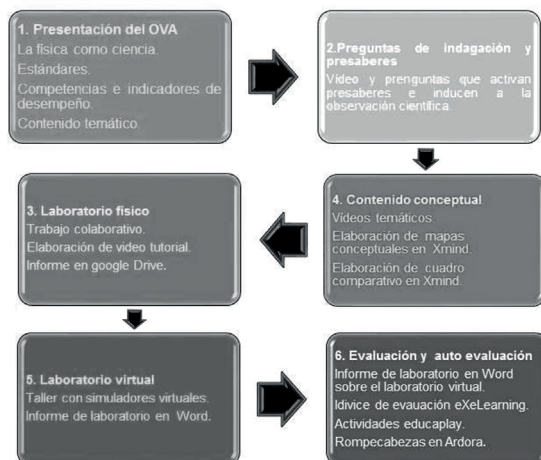 1. Presentación del OVA
La física como ciencia.
Estándares.
Competencias e indicadores de
desempeño.
Contenido temático.
2.Preguntas de indagación y
presaberes
Vídeo y prenguntas que activan
presaberes e inducen a la
observación científica.
4. Contenido conceptual
Vídeos temáticos.
Elaboración de mapas
conceptuales en Xmind.
Elaboración de cuadro
comparativo en Xmind.
3. Laboratorio físico
Trabajo colaborativo.
Elaboración de video tutorial.
Informe en google Drive.
5. Laboratorio virtual
Taller con simuladores virtuales.
Informe de laboratorio en Word.
6. Evaluación y auto evaluación
Informe de laboratorio en Word
sobre el laboratorio virtual.
Idivice de evauación eXeLearning.
Actividades educaplay.
Rompecabezas en Ardora.